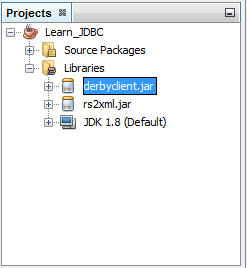 Projects
Learn_JDBC
Source Packages
Libraries
derbyclient.jar
rs2xml.jar
JDK 1.8 (Default)